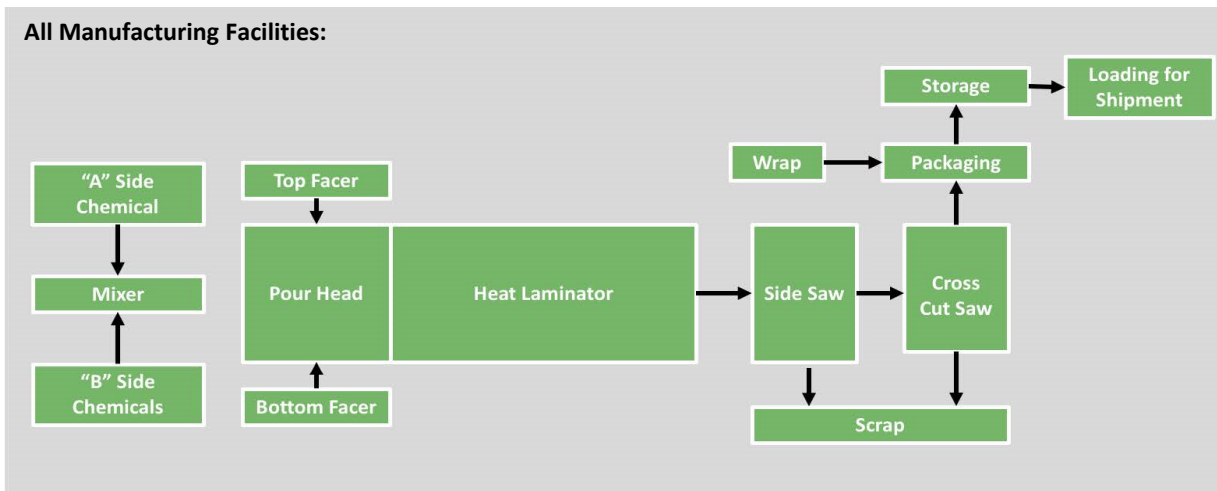 All Manufacturing Facilities:
“A” Side
Chemical
Mixer
“B” Side
Chemicals
Top Facer
Pour Head
Bottom Facer
Heat Laminator
Side Saw
Cross
Cut Saw
Scrap
Wrap
Packaging
Storage
Loading for
Shipment